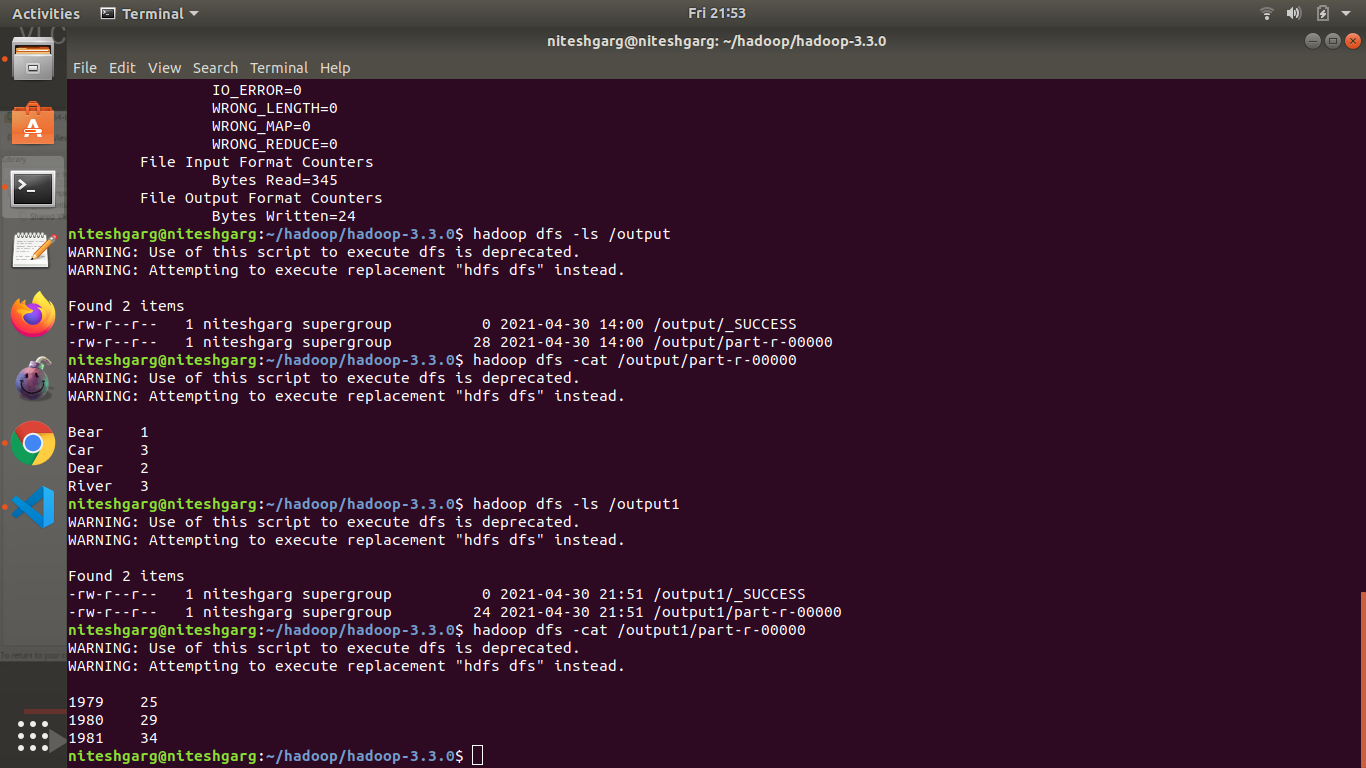 Activities Terminal Fri 21:53
VLC
niteshgarg@niteshgarg: ~/hadoop/hadoop-3.3.0
File Edit View Search Terminal Help
IO_ERROR=0
WRONG_LENGTH=0
WRONG_MAP=0
WRONG_REDUCE=0
File Input Format Counters
Bytes Read=345
File Output Format Counters
Bytes Written=24
niteshgarg@niteshgarg:~/hadoop/hadoop-3.3.0$ hadoop dfs -ls /output
WARNING: Use of this script to execute dfs is deprecated.
WARNING: Attempting to execute replacement "hdfs dfs" instead.
Found 2 items
-rw-r--r--   1 niteshgarg supergroup          0 2021-04-30 14:00 /output/_SUCCESS
-rw-r--r--   1 niteshgarg supergroup         28 2021-04-30 14:00 /output/part-r-00000
niteshgarg@niteshgarg:~/hadoop/hadoop-3.3.0$ hadoop dfs -cat /output/part-r-00000
WARNING: Use of this script to execute dfs is deprecated.
WARNING: Attempting to execute replacement "hdfs dfs" instead.
Bear    1
Car     3
Dear    2
River   3
niteshgarg@niteshgarg:~/hadoop/hadoop-3.3.0$ hadoop dfs -ls /output1
WARNING: Use of this script to execute dfs is deprecated.
WARNING: Attempting to execute replacement "hdfs dfs" instead.
Found 2 items
-rw-r--r--   1 niteshgarg supergroup          0 2021-04-30 21:51 /output1/_SUCCESS
-rw-r--r--   1 niteshgarg supergroup         24 2021-04-30 21:51 /output1/part-r-00000
niteshgarg@niteshgarg:~/hadoop/hadoop-3.3.0$ hadoop dfs -cat /output1/part-r-00000
WARNING: Use of this script to execute dfs is deprecated.
WARNING: Attempting to execute replacement "hdfs dfs" instead.
1979    25
1980    29
1981    34
niteshgarg@niteshgarg:~/hadoop/hadoop-3.3.0$
To return to your